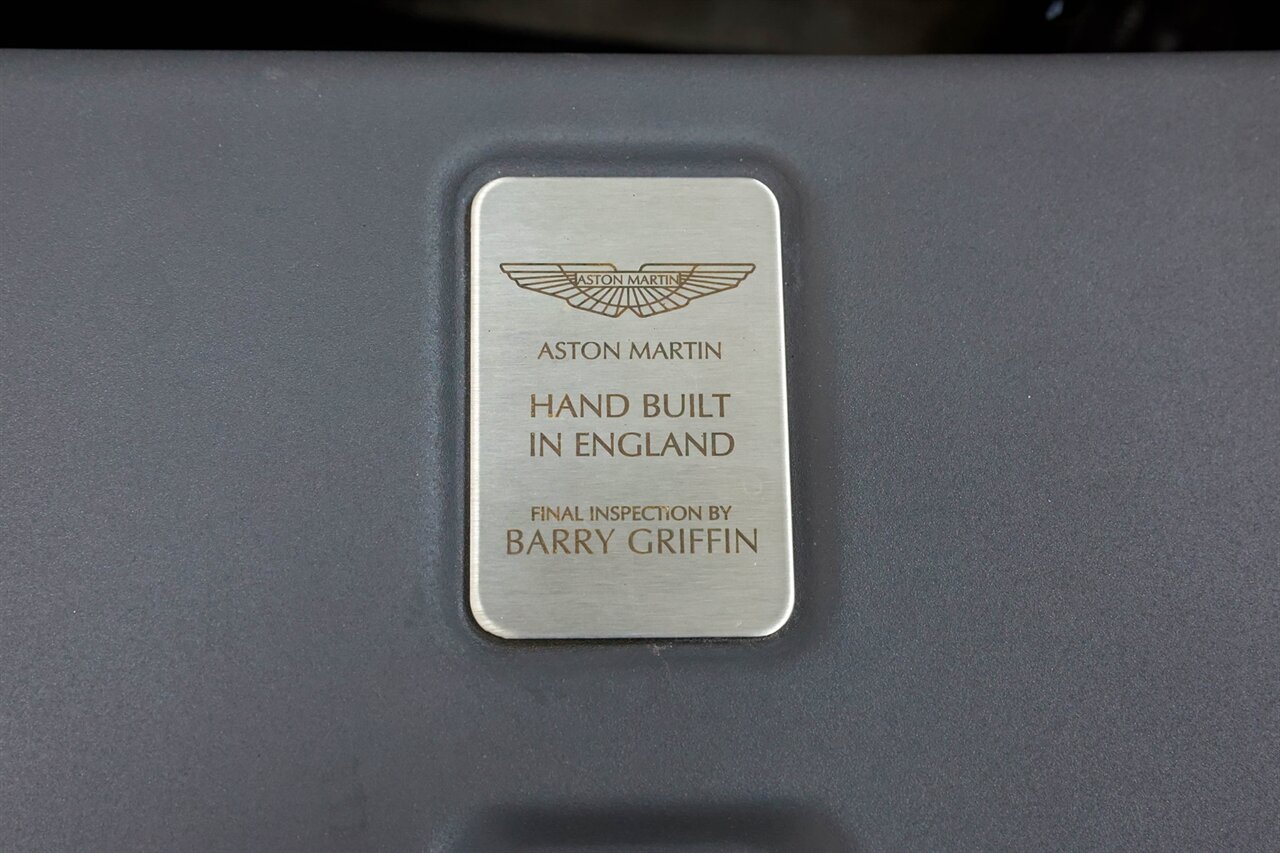 ASTON MARTIN
ASTON MARTIN
HAND BUILT
IN ENGLAND
FINAL INSPECTION BY
BARRY GRIFFIN